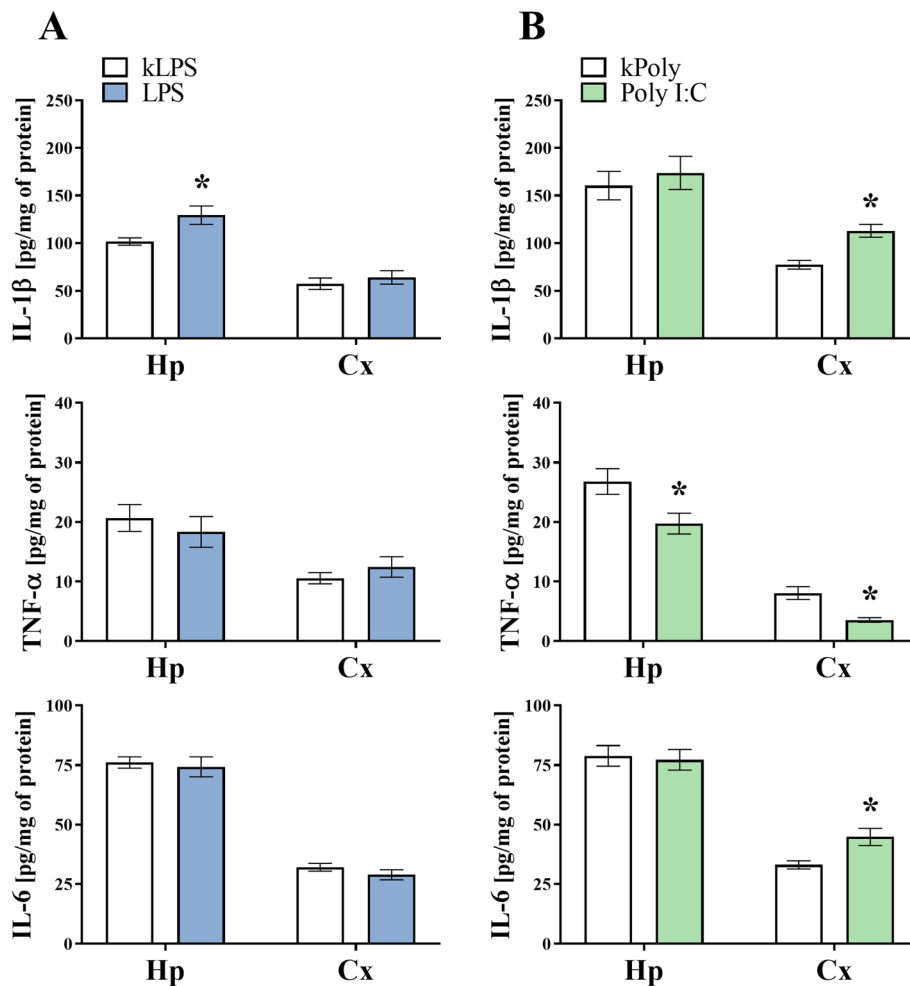 A
kLPS
LPS
IL-1β [pg/mg of protein]
250
200
150
100
50
0
*
Hp
Cx
TNF-α [pg/mg of protein]
40
30
20
10
0
Hp
Cx
IL-6 [pg/mg of protein]
100
75
50
25
0
Hp
Cx
B
kPoly
Poly I:C
IL-1β [pg/mg of protein]
250
200
150
100
50
0
*
Hp
Cx
TNF-α [pg/mg of protein]
40
30
20
10
0
*
*
Hp
Cx
IL-6 [pg/mg of protein]
100
75
50
25
0
*
Hp
Cx